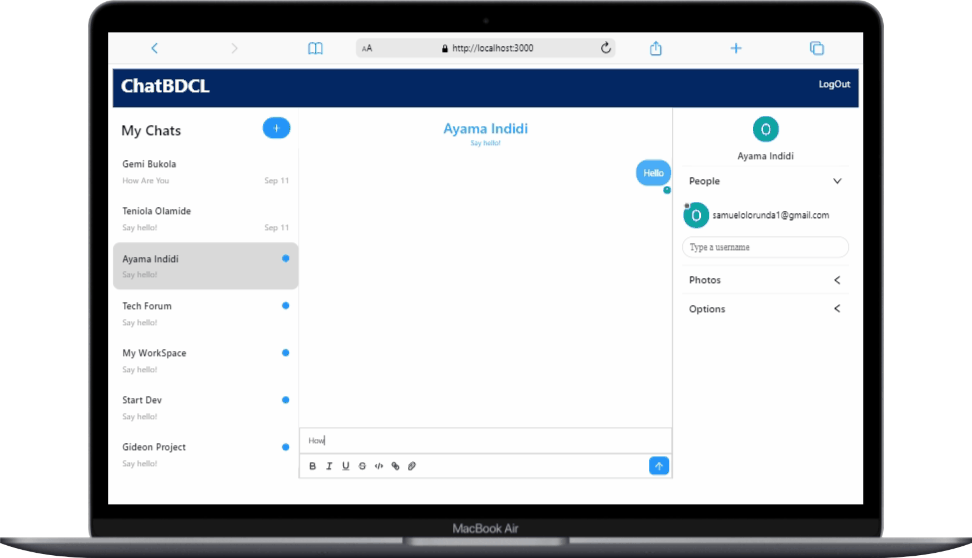 AA http://localhost:3000
ChatBDCL
LogOut
My Chats
+
Gemi Bukola
How Are You Sep 11
Teniola Olamide
Say hello! Sep 11
Ayama Indidi
Say hello!
Tech Forum
Say hello!
My WorkSpace
Say hello!
Start Dev
Say hello!
Gideon Project
Say hello!
Ayama Indidi
Say hello!
Hello
How
B I U S </>
O
Ayama Indidi
People
O samuelolorunda1@gmail.com
Type a username
Photos
Options
MacBook Air